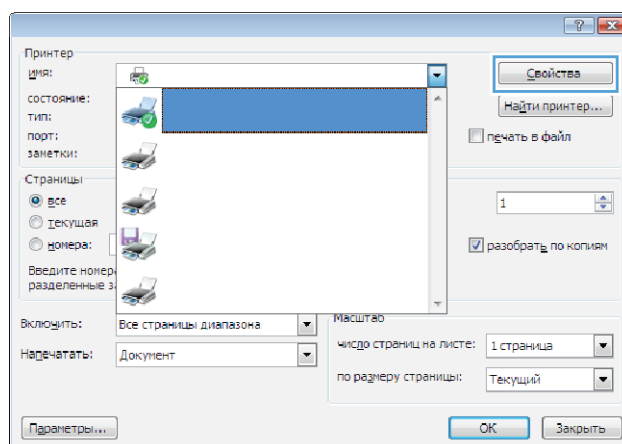 Принтер
имя:
Свойства
состояние:
Найти принтер...
тип:
порт:
печать в файл
заметки:
Страницы
все
1
текущая
номера:
разобрать по копиям
Введите номер
разделенные з
Включить:
Все страницы диапазона
Масштаб
число страниц на листе:
1 страница
Напечатать:
Документ
по размеру страницы:
Текущий
Параметры...
ОК
Закрыть